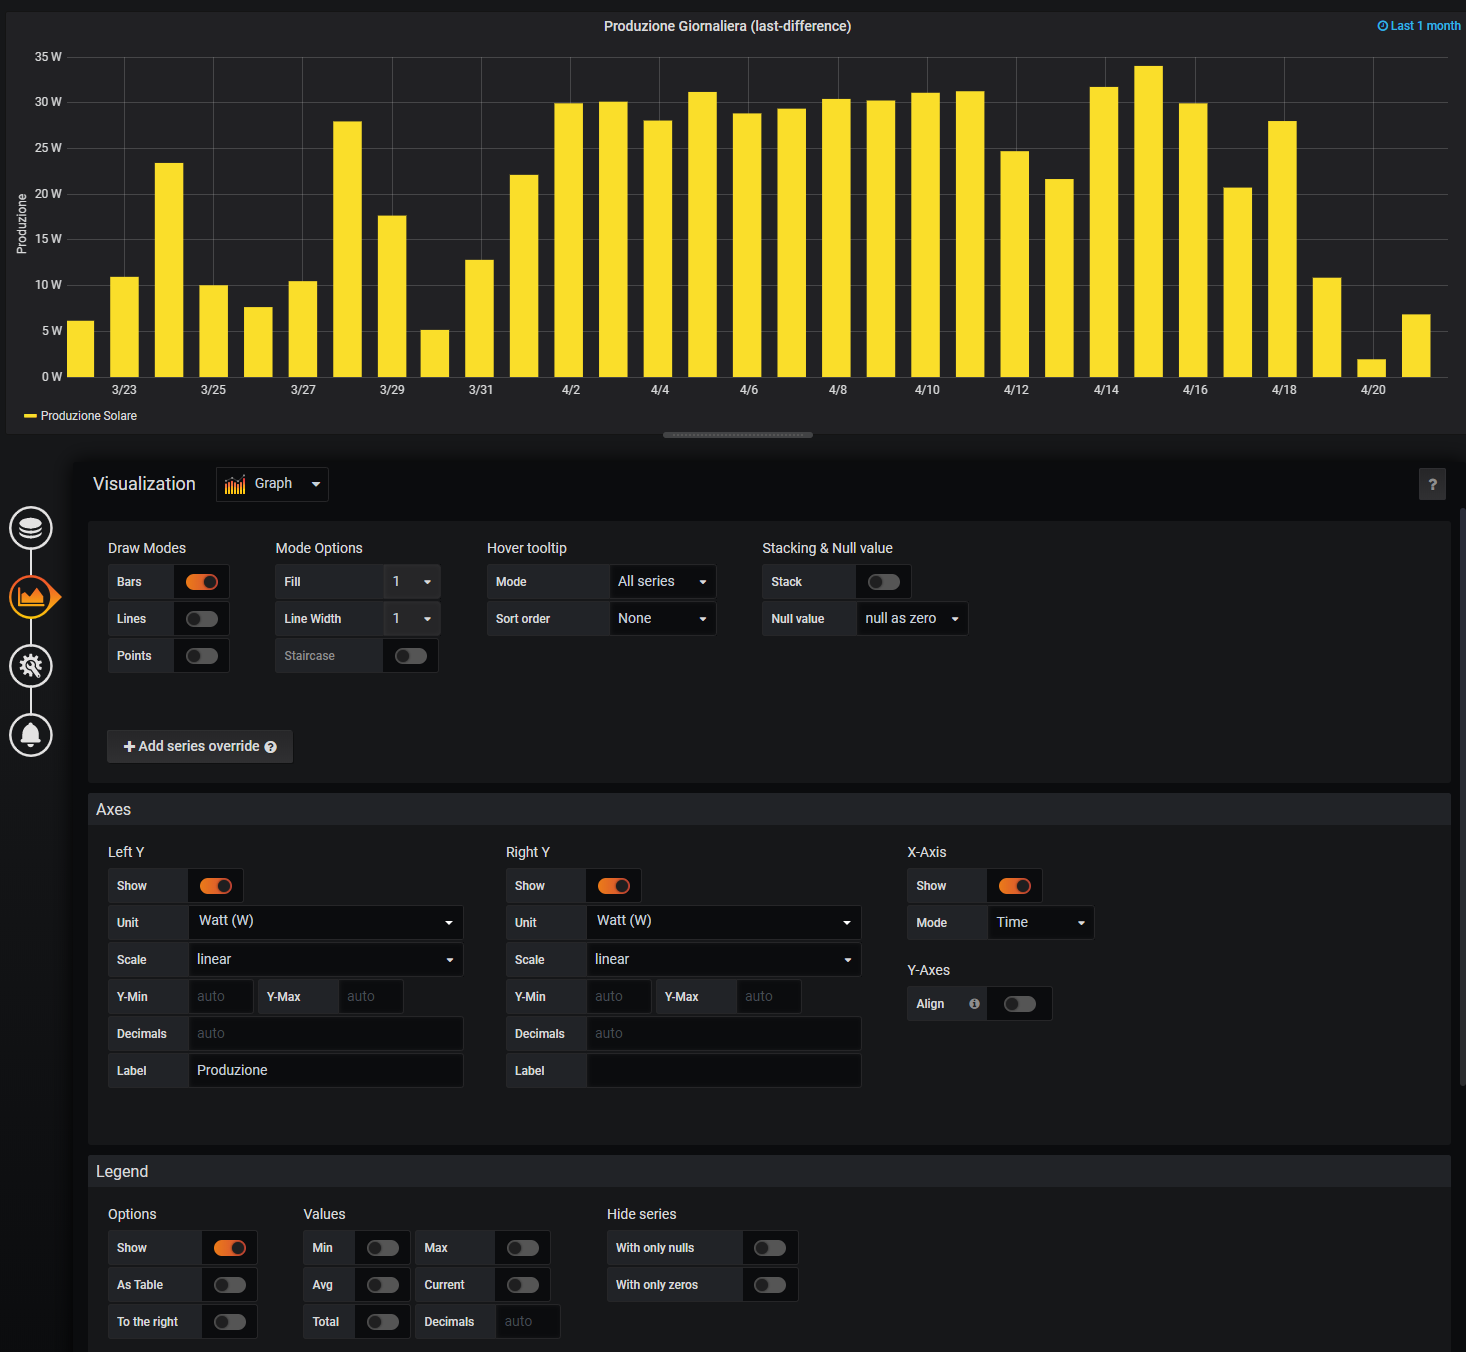 Produzione Giornaliera (last-difference)
Last 1 month
35 W
30 W
25 W
20 W
15 W
10 W
5 W
0 W
Produzione
3/23 3/25 3/27 3/29 3/31 4/2 4/4 4/6 4/8 4/10 4/12 4/14 4/16 4/18 4/20
Produzione Solare
Visualization Graph ?
Draw Modes Mode Options Hover tooltip Stacking & Null value
Bars Fill 1 Mode All series Stack
Lines Line Width 1 Sort order None Null value null as zero
Points Staircase
+ Add series override ?
Axes
Left Y Right Y X-Axis
Show Show Show
Unit Watt (W) Unit Watt (W) Mode Time
Scale linear Scale linear
Y-Axes
Y-Min auto Y-Max auto Y-Min auto Y-Max auto Align i
Decimals auto Decimals auto
Label Produzione Label
Legend
Options Values Hide series
Show Min Max With only nulls
As Table Avg Current With only zeros
To the right Total Decimals auto